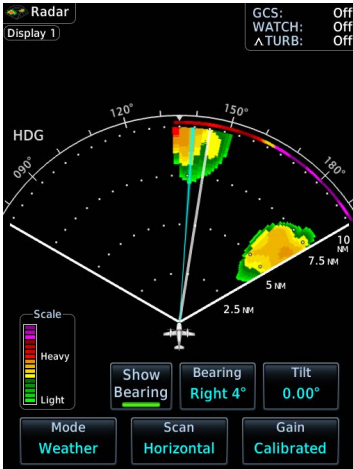 Radar
Display 1
GCS: Off
WATCH: Off
TURB: Off
HDG
090°
120°
150°
180°
10
NM
7.5 NM
5 NM
2.5 NM
Scale
Heavy
Light
Show
Bearing
Bearing
Right 4°
Tilt
0.00°
Mode
Weather
Scan
Horizontal
Gain
Calibrated